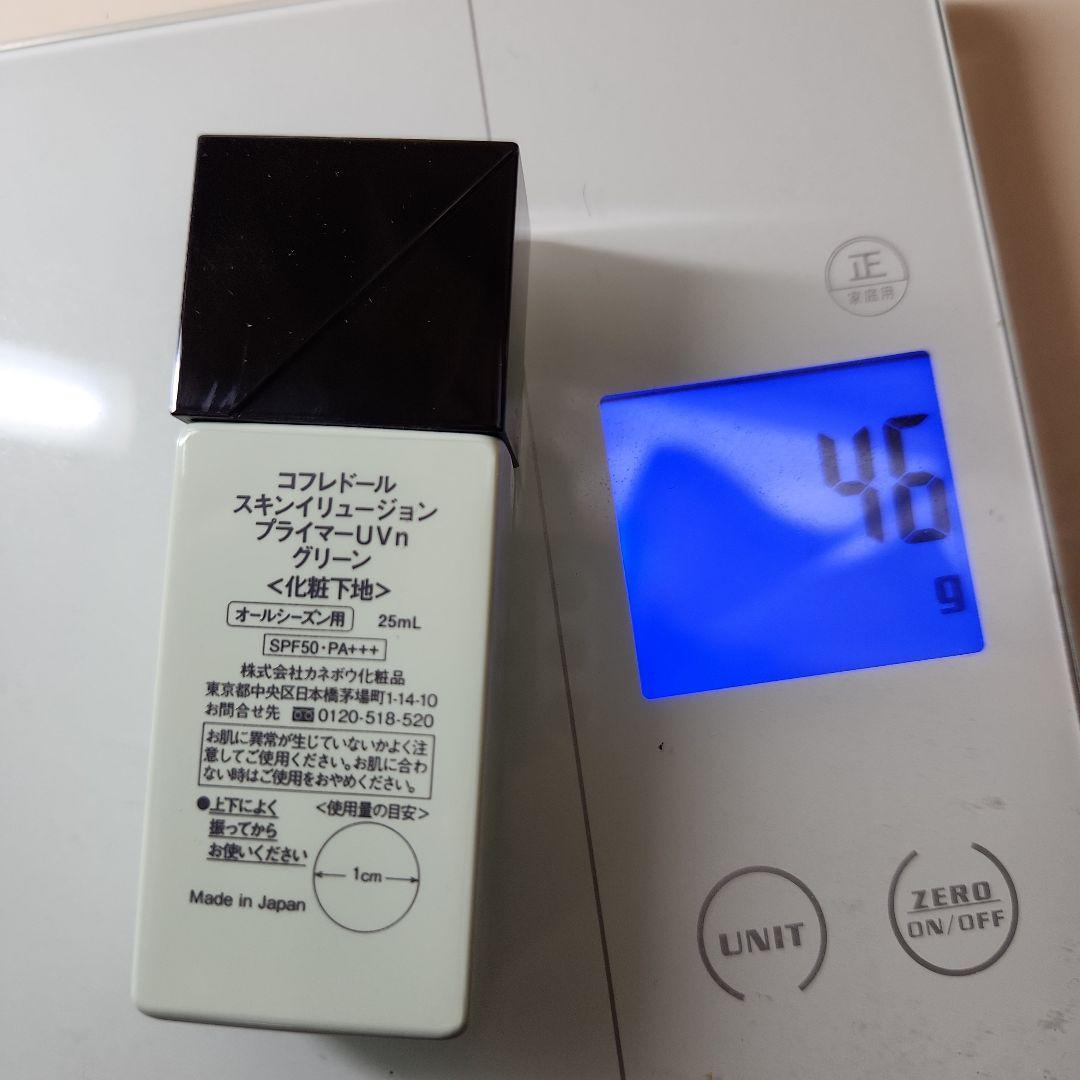 コフレドール
スキンイリュージョン
プライマーUVn
グリーン
<化粧下地>
オールシーズン用 25mL
SPF50・PA+++
株式会社カネボウ化粧品
東京都中央区日本橋茅場町1-14-10
お問合せ先 0120-518-520
お肌に異常が生じていないかよく注
意してご使用ください。お肌に合わ
ない時はご使用をおやめください。
●上下によく
振ってから
お使いください
<使用量の目安>
1cm
Made in Japan
正
家庭用
46
g
UNIT
ZERO
ON/OFF